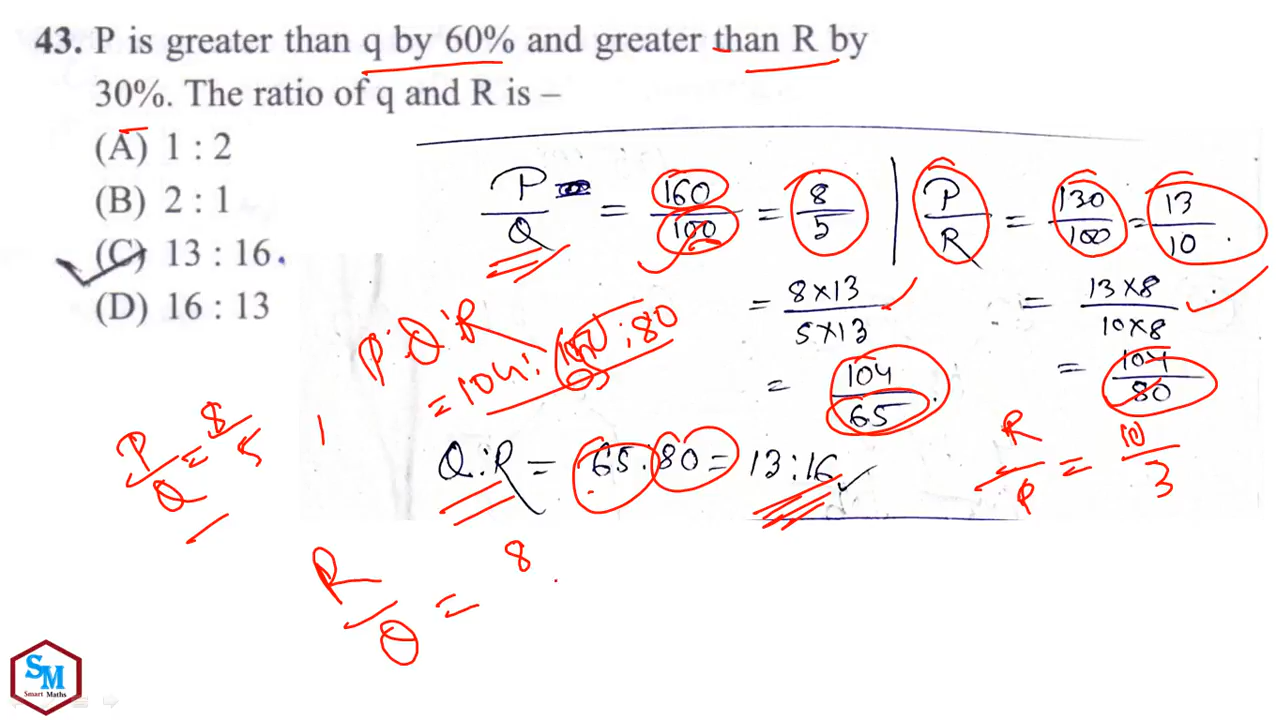 43. P is greater than q by 60% and greater than R by
30%. The ratio of q and R is –
(A) 1 : 2
(B) 2 : 1
(C) 13 : 16.
(D) 16 : 13
P/Q = 160/100 = 8/5 | P/R = 130/100 = 13/10
= 8×13/5×13 = 13×8/10×8
= 104/65 = 104/80
Q:R = 65:80 = 13:16
P:Q:R
= 104: 65 :80
P/Q = 8/5
R/P = 10/3
R/Q = 8
SM
Smart Maths